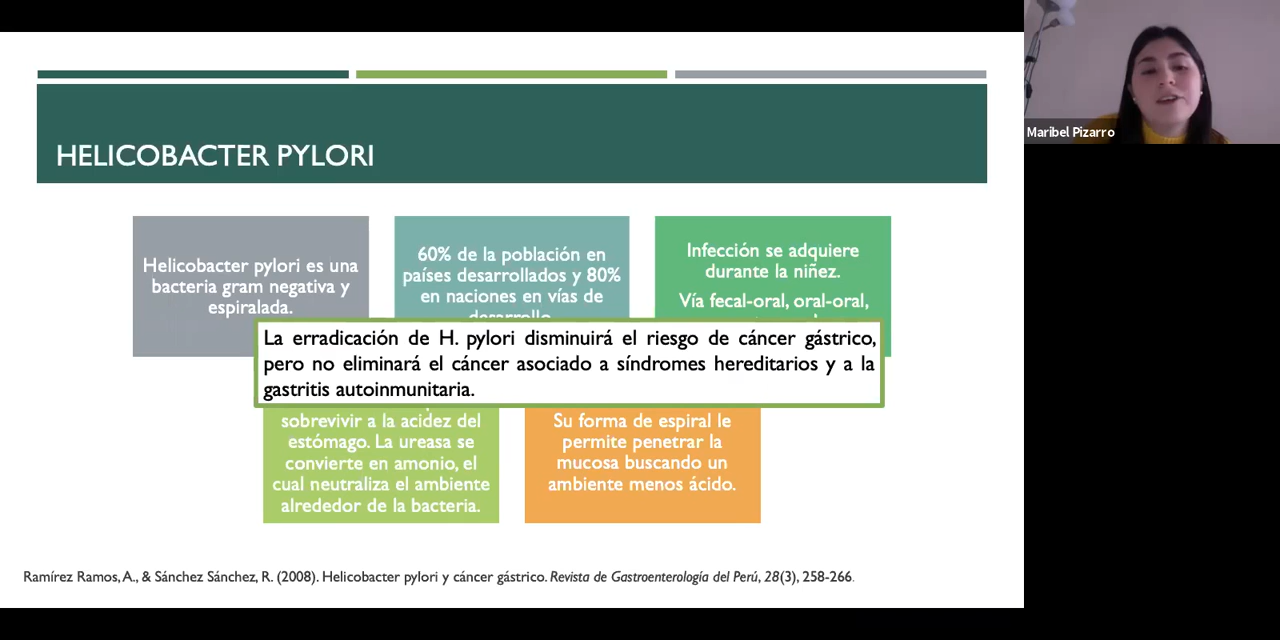 HELICOBACTER PYLORI
Helicobacter pylori es una
bacteria gram negativa y
espiralada.
60% de la población en
países desarrollados y 80%
en naciones en vías de
desarrollo.
Infección se adquiere
durante la niñez.
Vía fecal-oral, oral-oral,
La erradicación de H. pylori disminuirá el riesgo de cáncer gástrico,
pero no eliminará el cáncer asociado a síndromes hereditarios y a la
gastritis autoinmunitaria.
sobrevivir a la acidez del
estómago. La ureasa se
convierte en amonio, el
cual neutraliza el ambiente
alrededor de la bacteria.
Su forma de espiral le
permite penetrar la
mucosa buscando un
ambiente menos ácido.
Ramírez Ramos, A., & Sánchez Sánchez, R. (2008). Helicobacter pylori y cáncer gástrico. Revista de Gastroenterología del Perú, 28(3), 258-266.
Maribel Pizarro